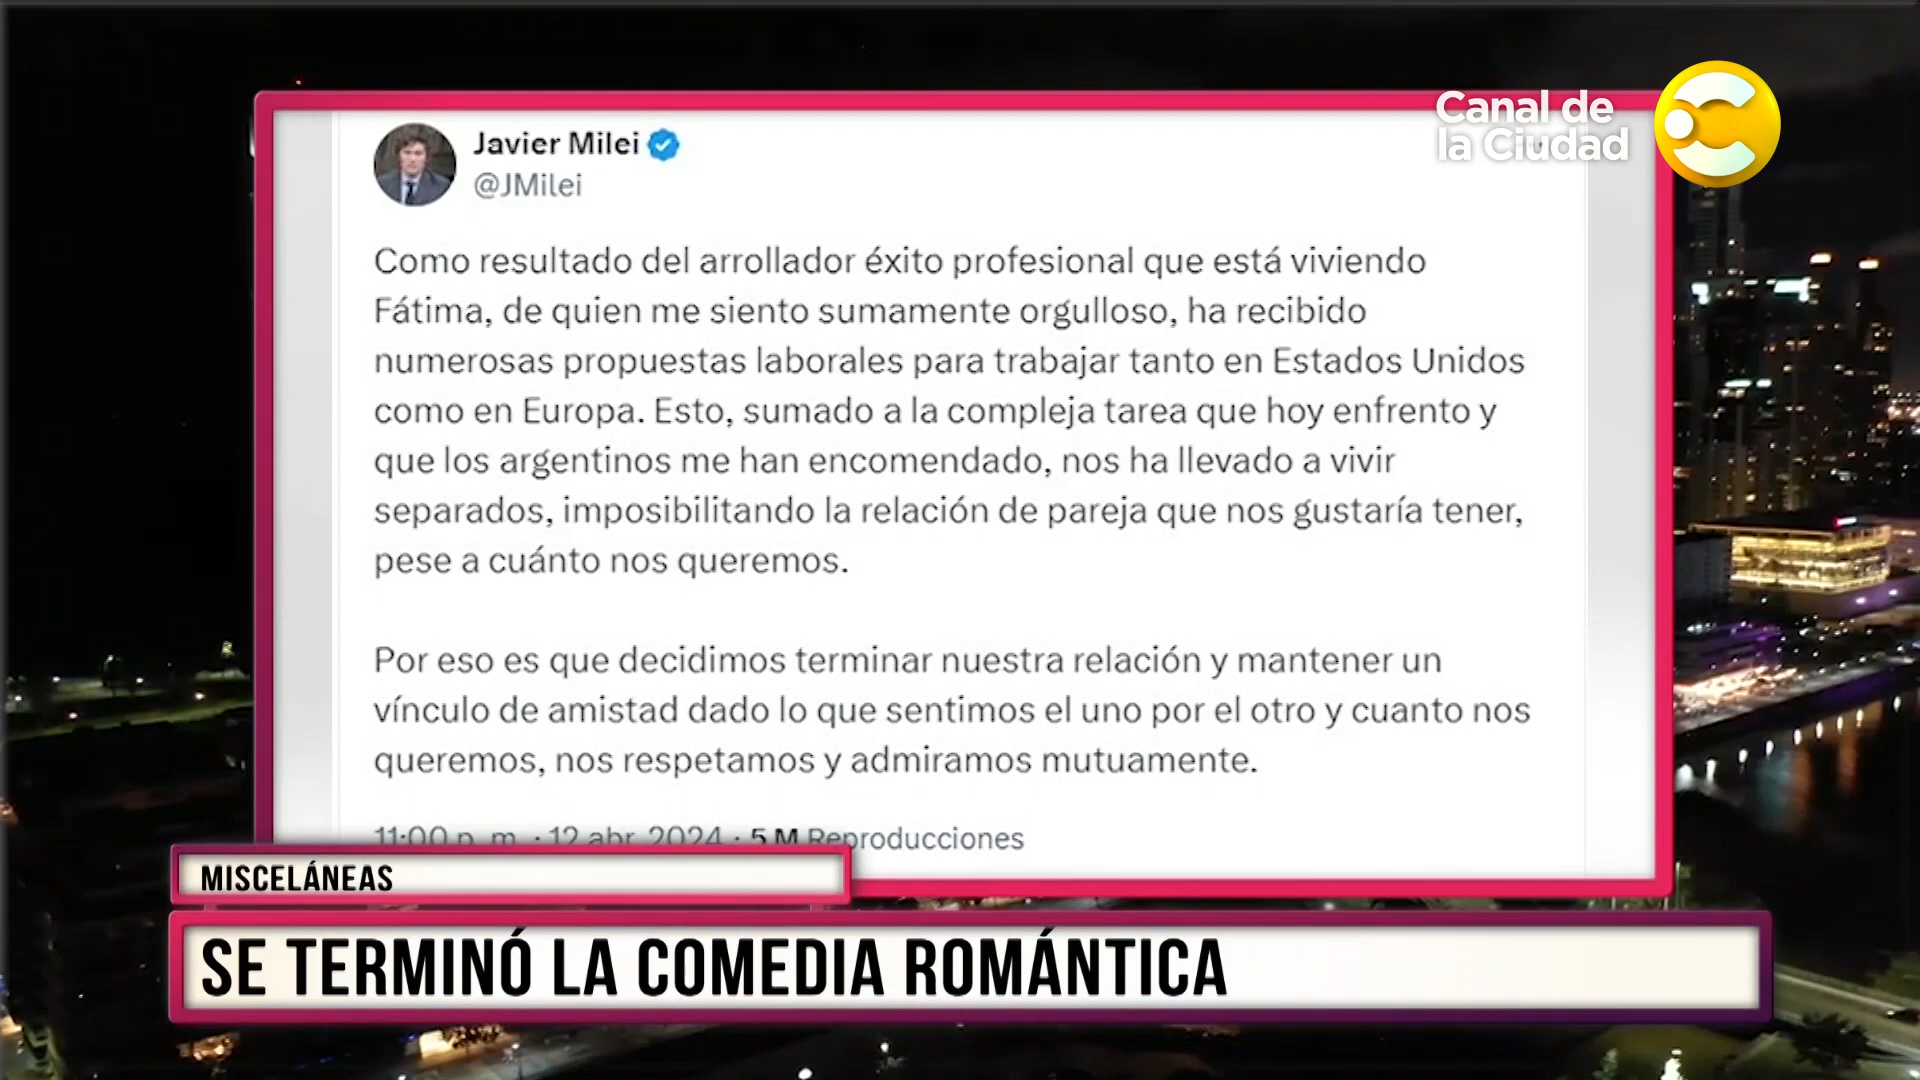 Canal de
la Ciudad
Javier Milei
@JMilei
Como resultado del arrollador éxito profesional que está viviendo
Fátima, de quien me siento sumamente orgulloso, ha recibido
numerosas propuestas laborales para trabajar tanto en Estados Unidos
como en Europa. Esto, sumado a la compleja tarea que hoy enfrento y
que los argentinos me han encomendado, nos ha llevado a vivir
separados, imposibilitando la relación de pareja que nos gustaría tener,
pese a cuánto nos queremos.
Por eso es que decidimos terminar nuestra relación y mantener un
vínculo de amistad dado lo que sentimos el uno por el otro y cuanto nos
queremos, nos respetamos y admiramos mutuamente.
11:00 p. m. · 12 abr. 2024 · 5 M Reproducciones
MISCELÁNEAS
SE TERMINÓ LA COMEDIA ROMÁNTICA